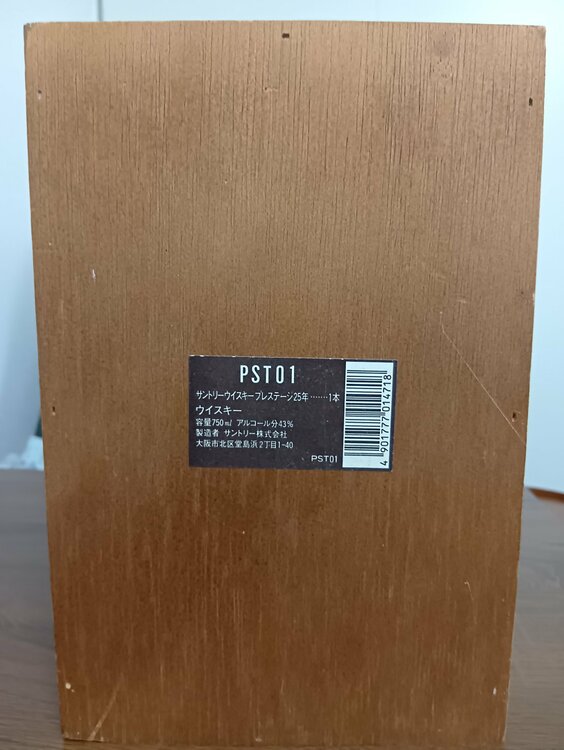 PST01
サントリーウイスキー プレステージ25年 ……‥1本
ウイスキー
容量750ml アルコール分43%
製造者 サントリー株式会社
大阪市北区堂島浜2丁目1-40
PST01
4 901777 014718